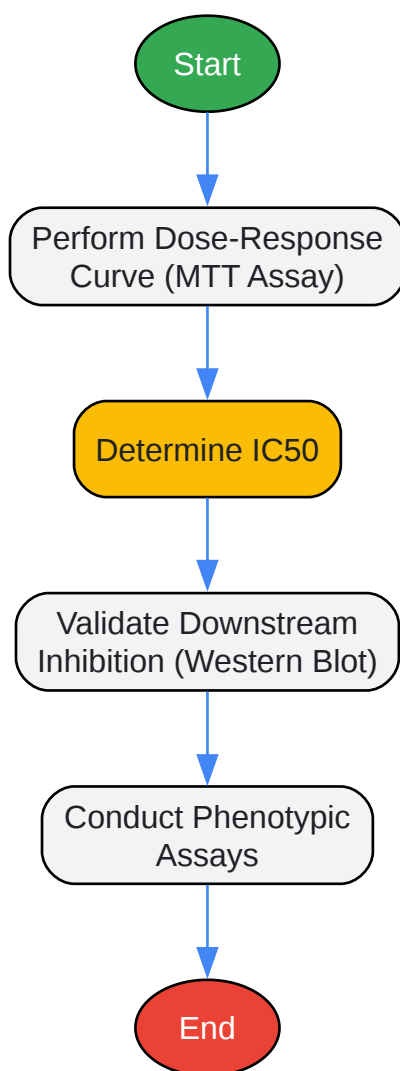 Start
Perform Dose-Response
Curve (MTT Assay)
Determine IC50
Validate Downstream
Inhibition (Western Blot)
Conduct Phenotypic
Assays
End